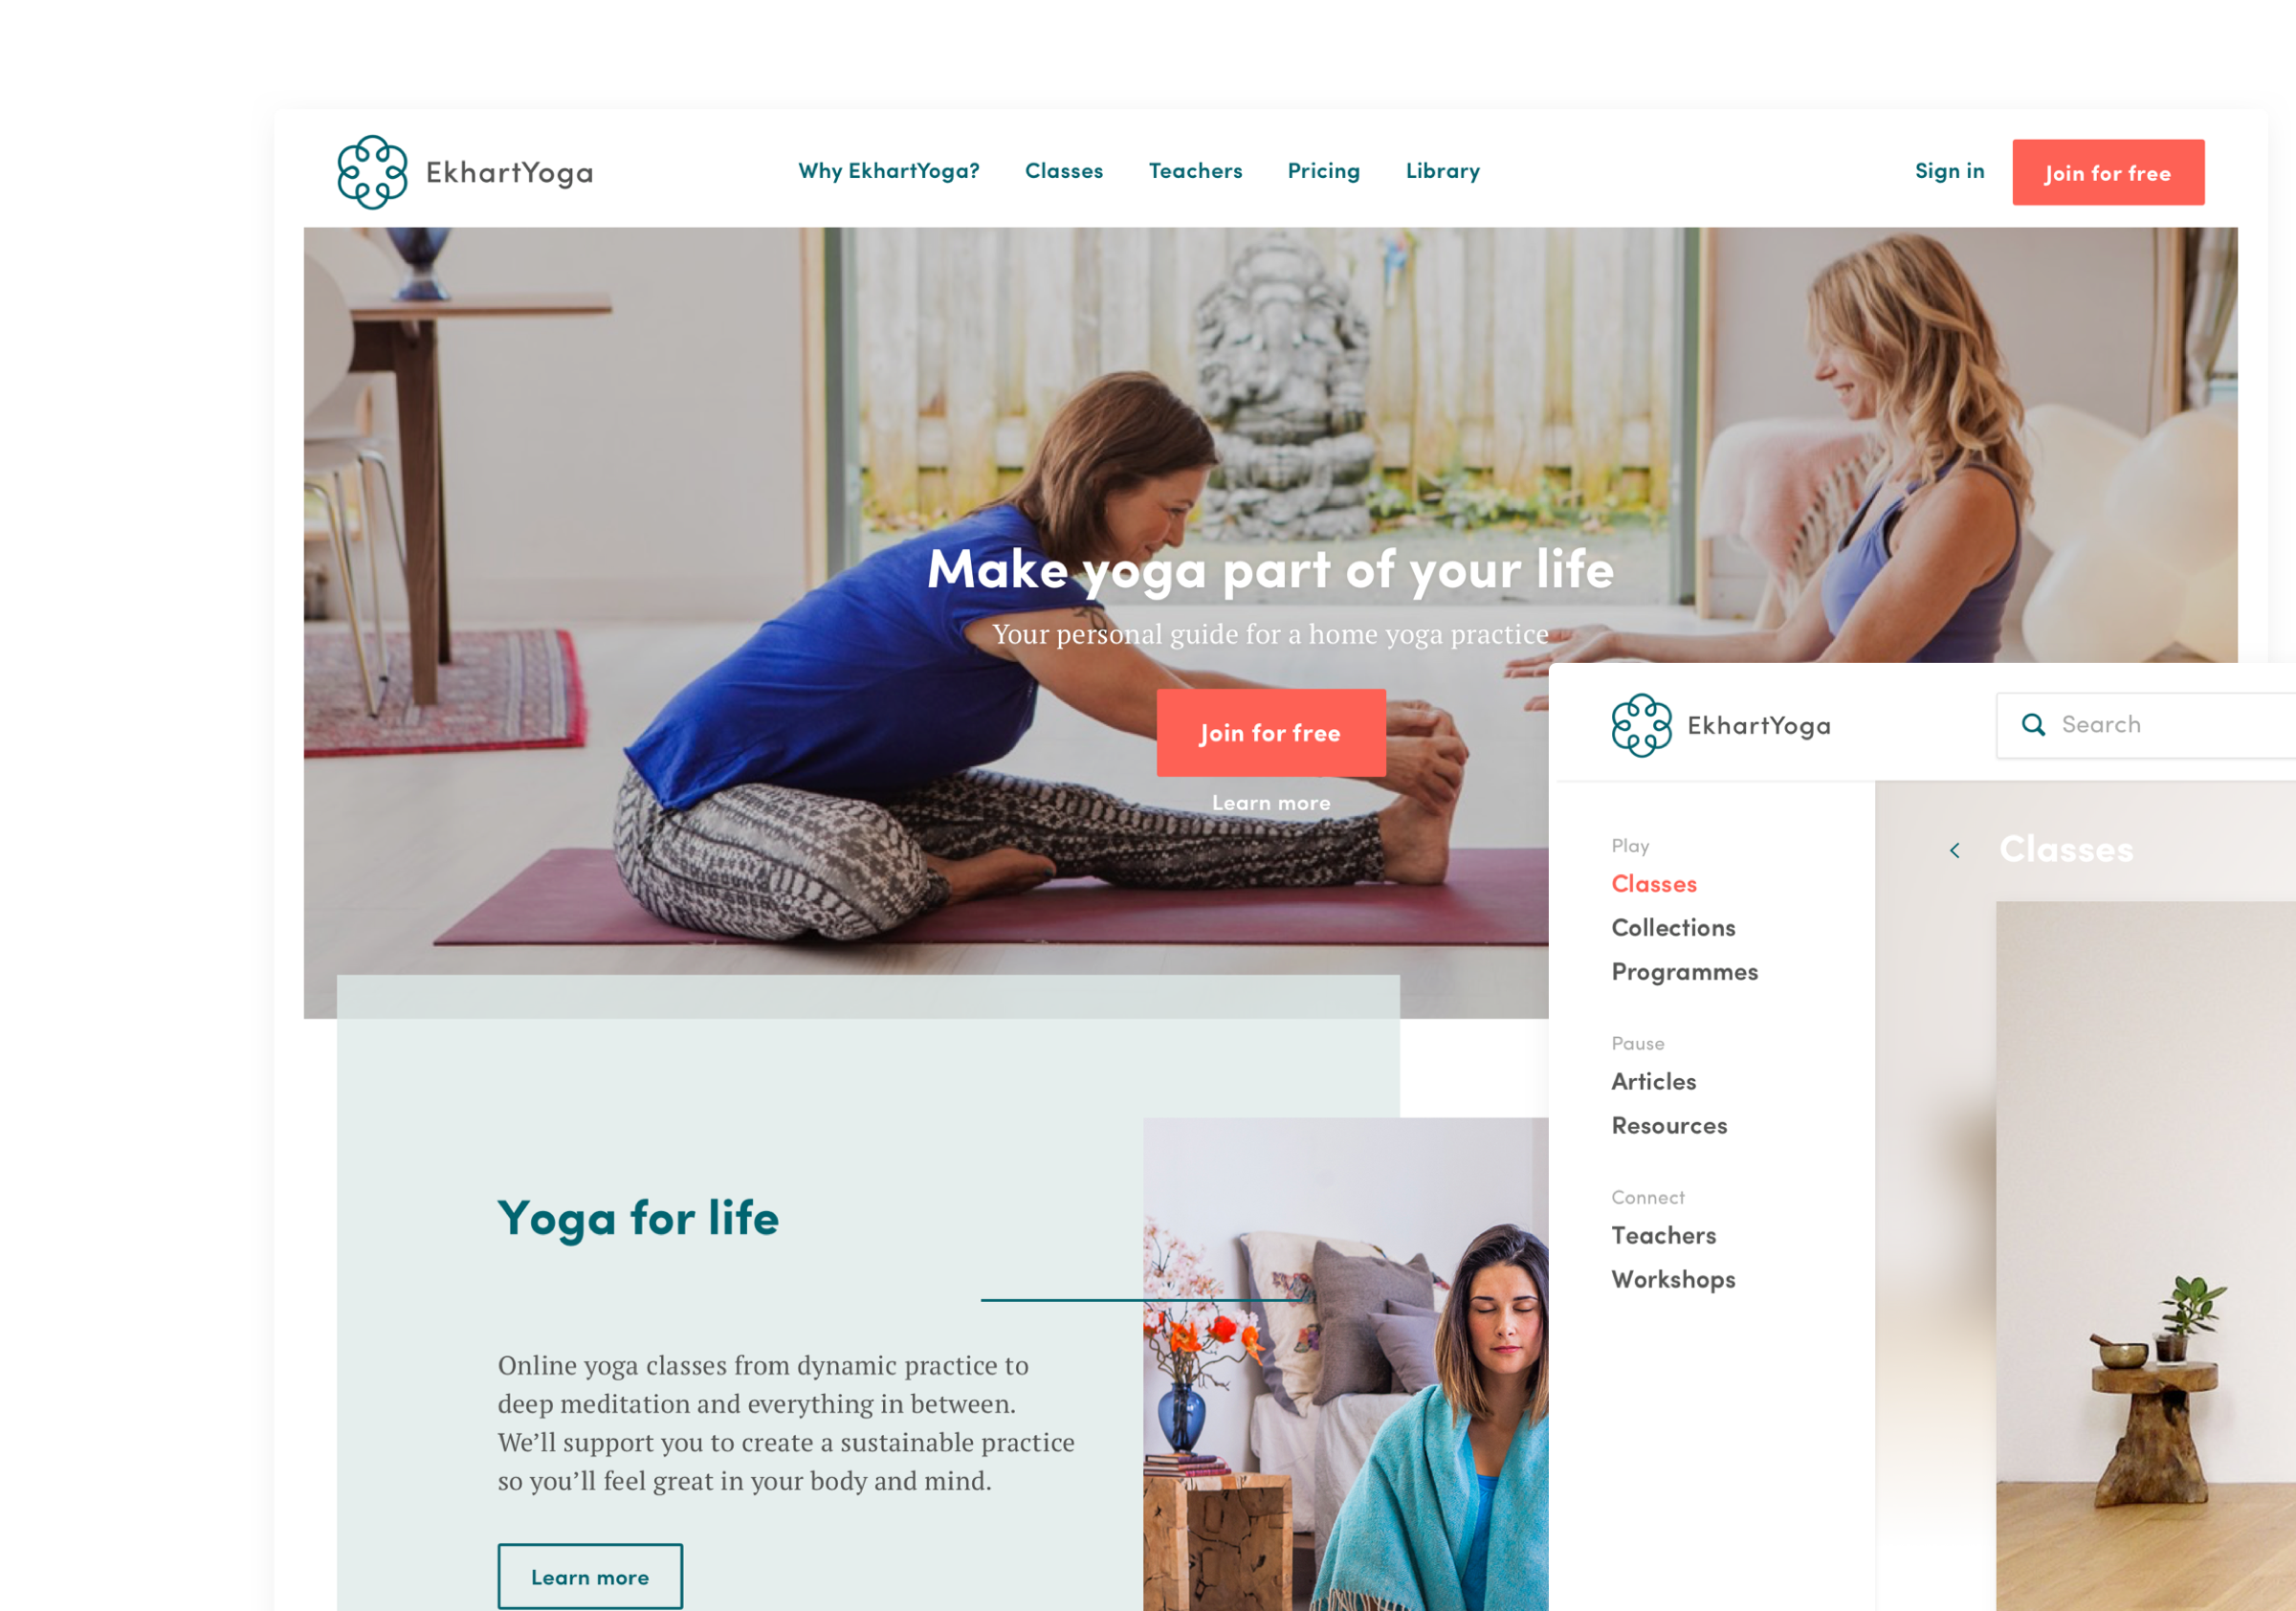 EkhartYoga
Why EkhartYoga? Classes Teachers Pricing Library
Sign in
Join for free
Make yoga part of your life
Your personal guide for a home yoga practice
Join for free
Learn more
Yoga for life
Online yoga classes from dynamic practice to
deep meditation and everything in between.
We’ll support you to create a sustainable practice
so you’ll feel great in your body and mind.
Learn more
EkhartYoga
Search
Play
Classes
Collections
Programmes
Pause
Articles
Resources
Connect
Teachers
Workshops
Classes